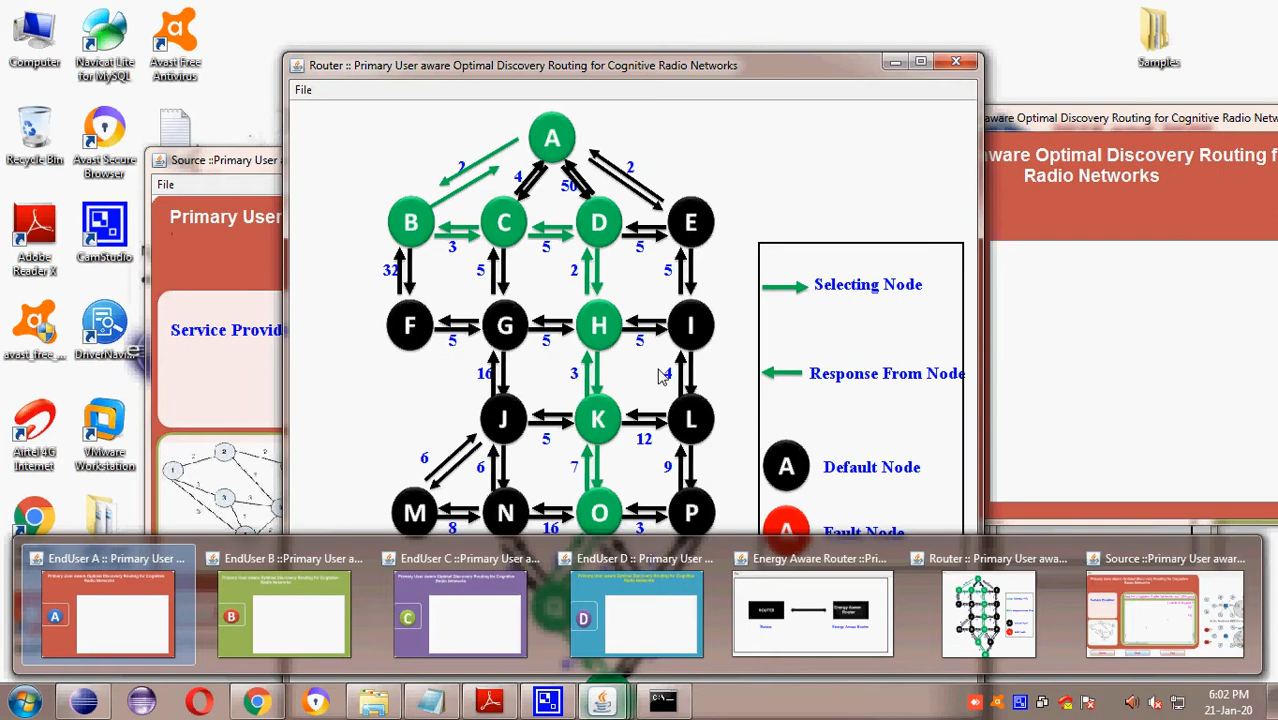 Computer
Navicat Lite for MySQL
Avast Free Antivirus
Samples
Recycle Bin
Avast Secure Browser
Adobe Reader X
CamStudio
avast_free_...
DriverNavi...
Airtel 4G Internet
VMware Workstation
Source ::Primary User a
File
Primary User
Service Provid
Router :: Primary User aware Optimal Discovery Routing for Cognitive Radio Networks
File
A
2
4
50
2
B
C
D
E
3
5
5
32
5
2
5
F
G
H
I
5
5
5
16
3
4
J
K
L
5
12
6
6
7
9
M
N
O
P
8
16
3
Selecting Node
Response From Node
A
Default Node
A
Fault Node
aware Optimal Discovery Routing for Cognitive Radio Netw
ware Optimal Discovery Routing f
Radio Networks
EndUser A :: Primary User ...
EndUser B ::Primary User a...
EndUser C ::Primary User a...
EndUser D :: Primary User ...
Energy Aware Router ::Pri...
Router :: Primary User awa...
Source ::Primary User awar...
A
B
C
D
ROUTER
Energy Aware Router
6:02 PM
21-Jan-20